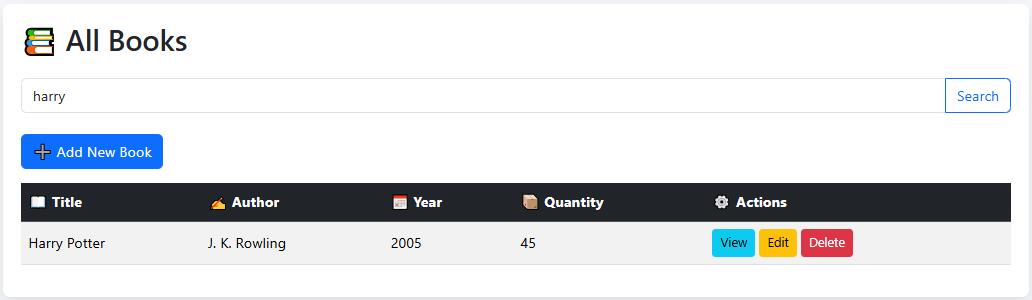 All Books
harry Search
Add New Book
Title Author Year Quantity Actions
Harry Potter J. K. Rowling 2005 45 View Edit Delete